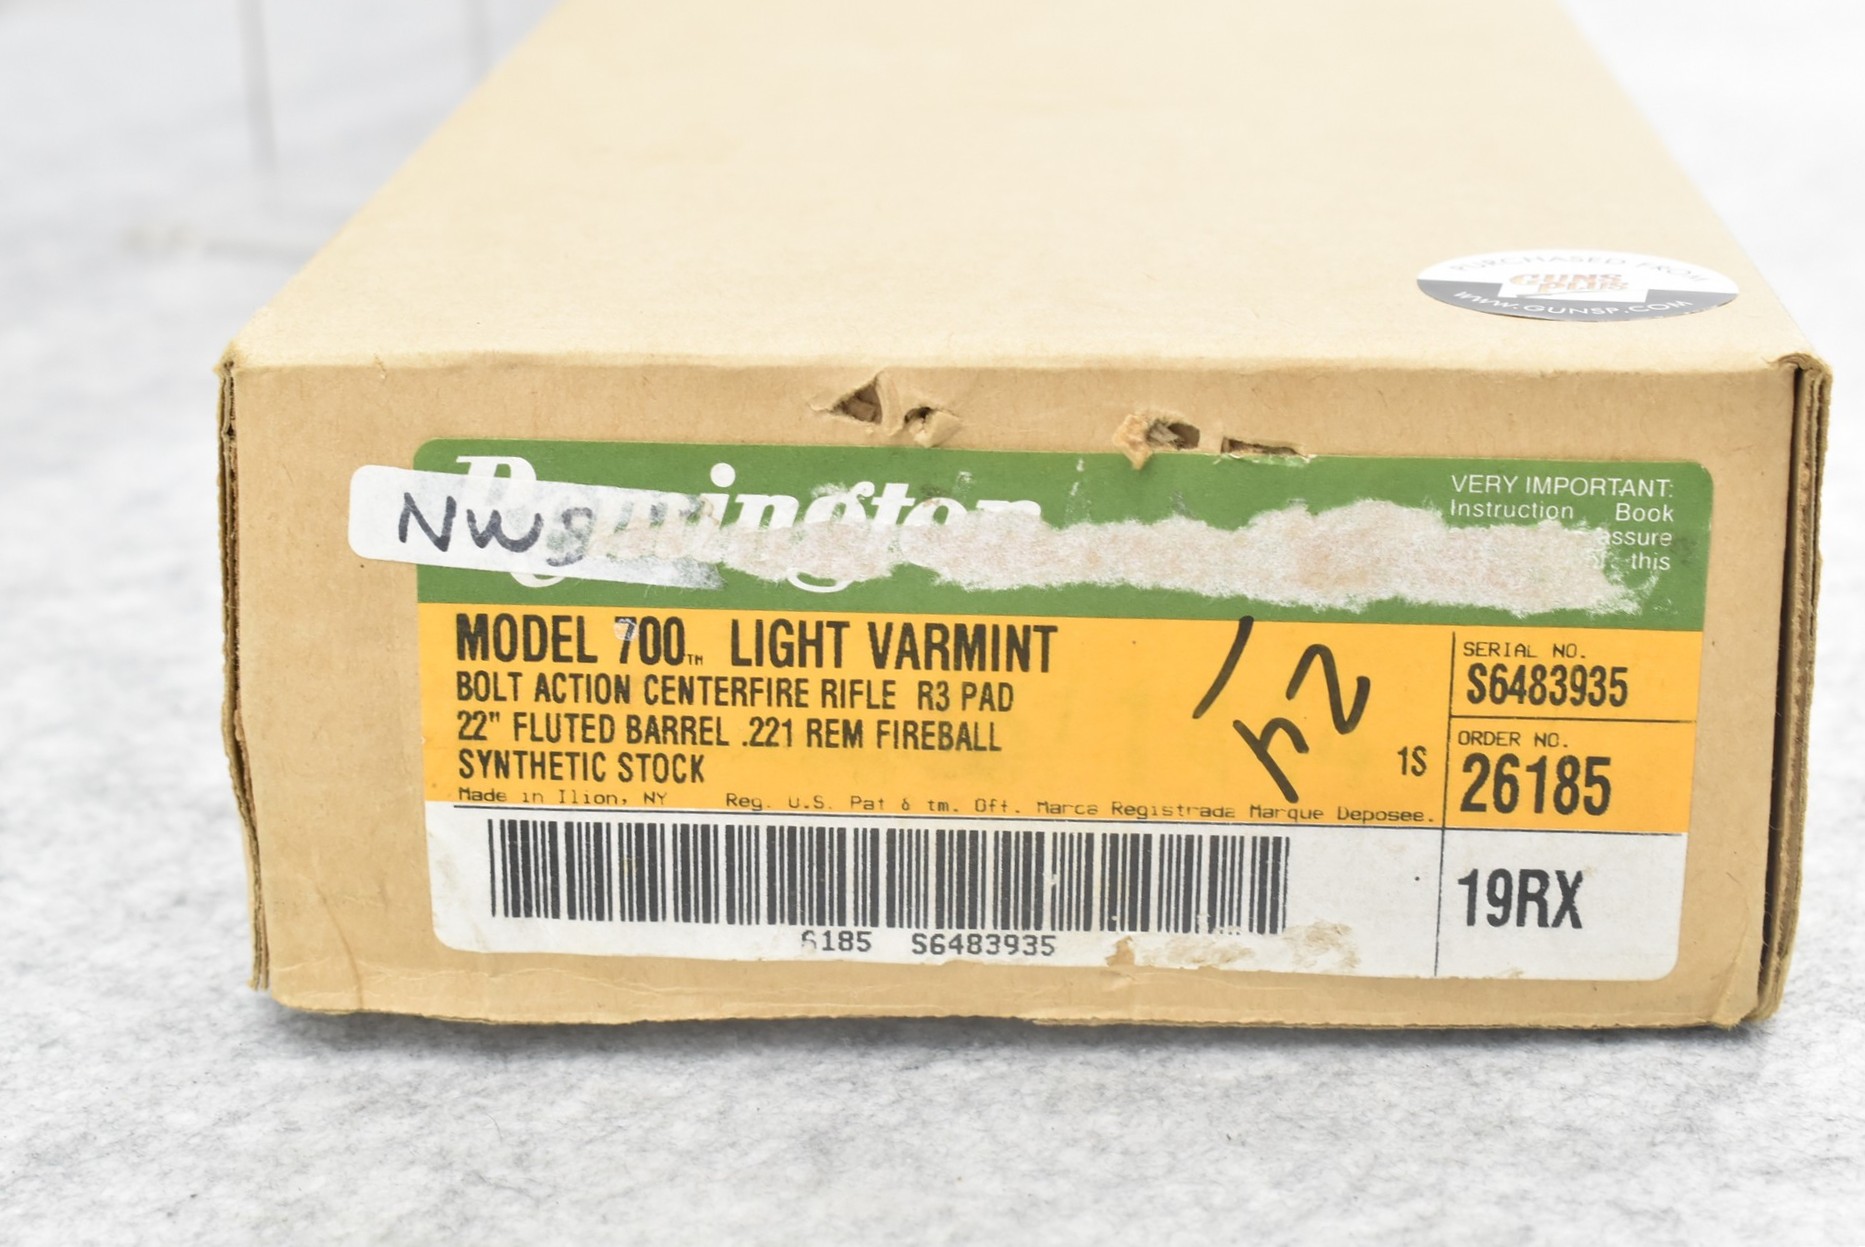 PURCHASED FROM
GUNS
PLUS
WWW.GUNSP.COM
Remington
NW
VERY IMPORTANT:
Instruction Book
assure
this
MODEL 700™ LIGHT VARMINT
BOLT ACTION CENTERFIRE RIFLE R3 PAD
22" FLUTED BARREL .221 REM FIREBALL
SYNTHETIC STOCK
1S
Made in Ilion, NY Reg. U.S. Pat & tm. Off. Marca Registrada Marque Deposee.
SERIAL NO.
S6483935
ORDER NO.
26185
19RX
6185 S6483935